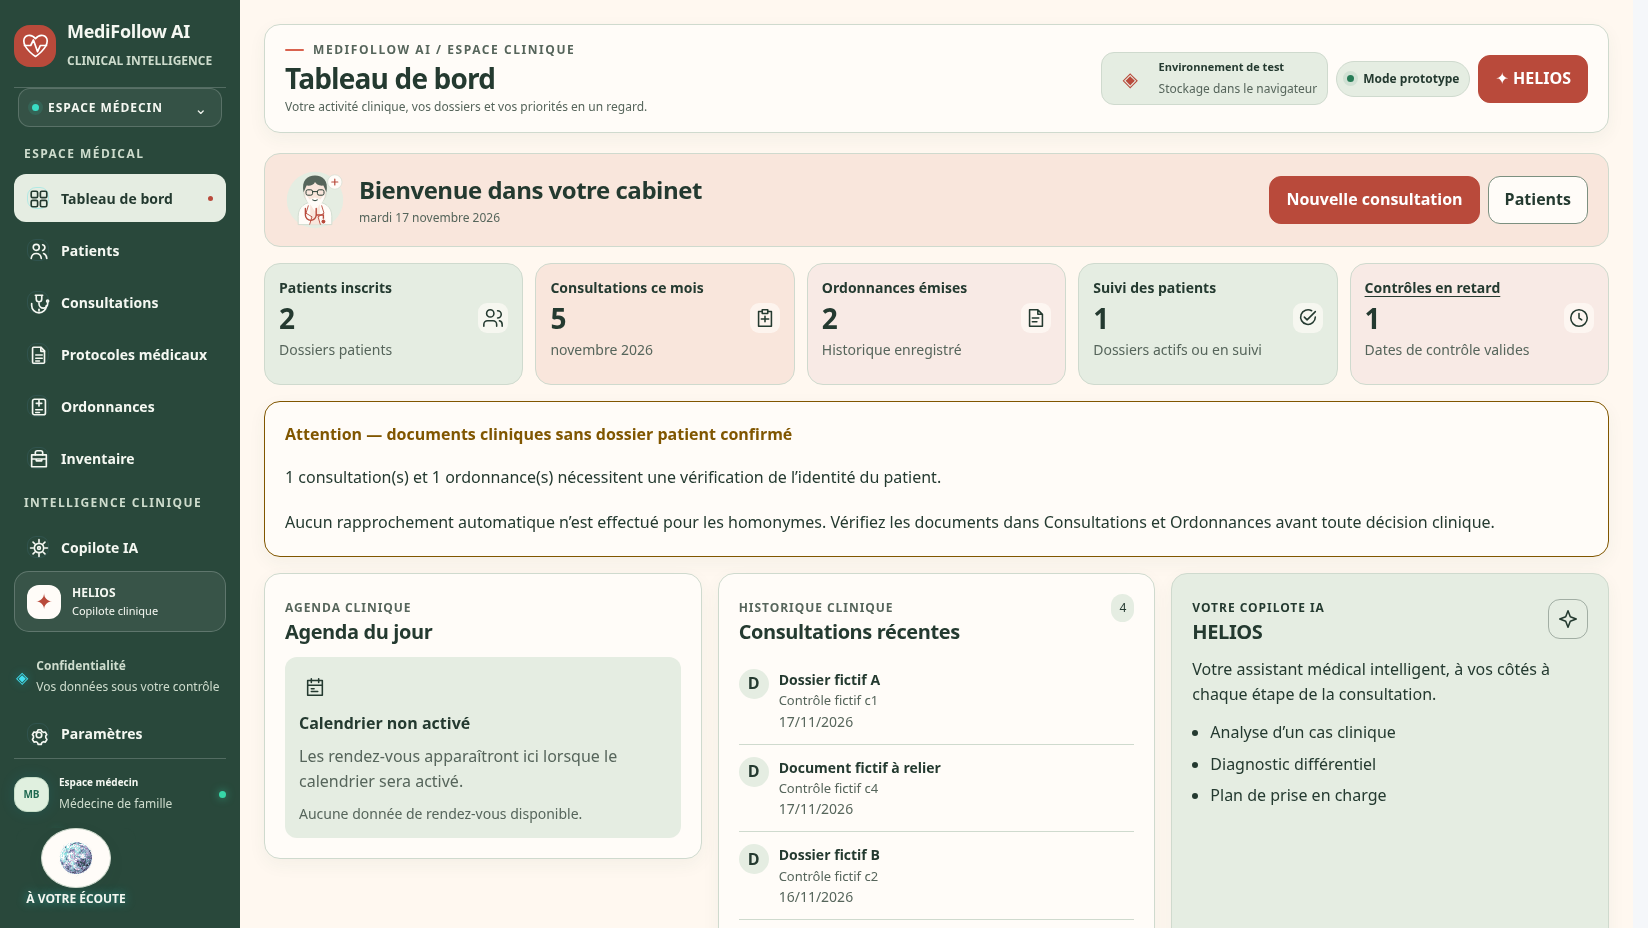 MediFollow AI
CLINICAL INTELLIGENCE
ESPACE MÉDECIN
ESPACE MÉDICAL
Tableau de bord
Patients
Consultations
Protocoles médicaux
Ordonnances
Inventaire
INTELLIGENCE CLINIQUE
Copilote IA
HELIOS
Copilote clinique
Confidentialité
Vos données sous votre contrôle
Paramètres
MB
Espace médecin
Médecine de famille
À VOTRE ÉCOUTE
MEDIFOLLOW AI / ESPACE CLINIQUE
Tableau de bord
Votre activité clinique, vos dossiers et vos priorités en un regard.
Environnement de test
Stockage dans le navigateur
Mode prototype
HELIOS
Bienvenue dans votre cabinet
mardi 17 novembre 2026
Nouvelle consultation
Patients
Patients inscrits
2
Dossiers patients
Consultations ce mois
5
novembre 2026
Ordonnances émises
2
Historique enregistré
Suivi des patients
1
Dossiers actifs ou en suivi
Contrôles en retard
1
Dates de contrôle valides
Attention — documents cliniques sans dossier patient confirmé
1 consultation(s) et 1 ordonnance(s) nécessitent une vérification de l’identité du patient.
Aucun rapprochement automatique n’est effectué pour les homonymes. Vérifiez les documents dans Consultations et Ordonnances avant toute décision clinique.
AGENDA CLINIQUE
Agenda du jour
Calendrier non activé
Les rendez-vous apparaîtront ici lorsque le
calendrier sera activé.
Aucune donnée de rendez-vous disponible.
HISTORIQUE CLINIQUE
4
Consultations récentes
D
Dossier fictif A
Contrôle fictif c1
17/11/2026
D
Document fictif à relier
Contrôle fictif c4
17/11/2026
D
Dossier fictif B
Contrôle fictif c2
16/11/2026
VOTRE COPILOTE IA
HELIOS
Votre assistant médical intelligent, à vos côtés à
chaque étape de la consultation.
Analyse d’un cas clinique
Diagnostic différentiel
Plan de prise en charge